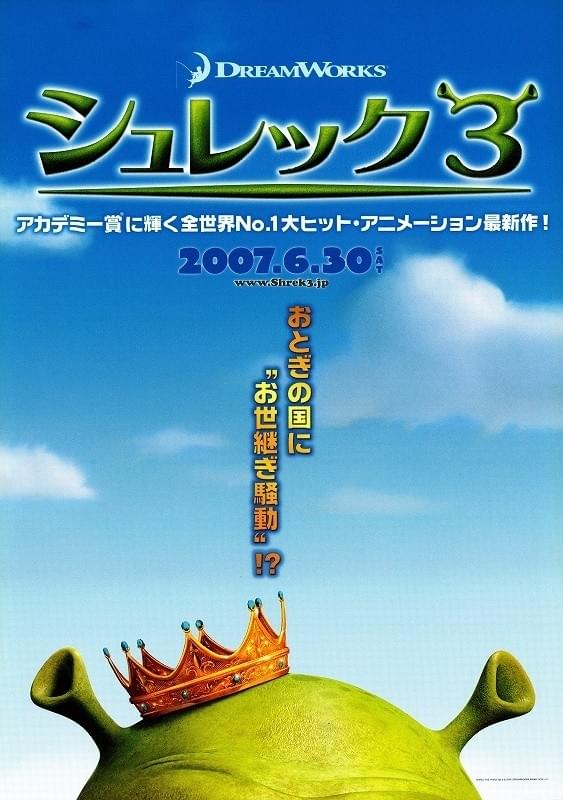 DREAMWORKS
シュレック3
アカデミー賞に輝く全世界No.1大ヒット・アニメーション最新作！
2007.6.30 SAT
www.Shrek3.jp
おとぎの国に
"お世継ぎ騒動"!?